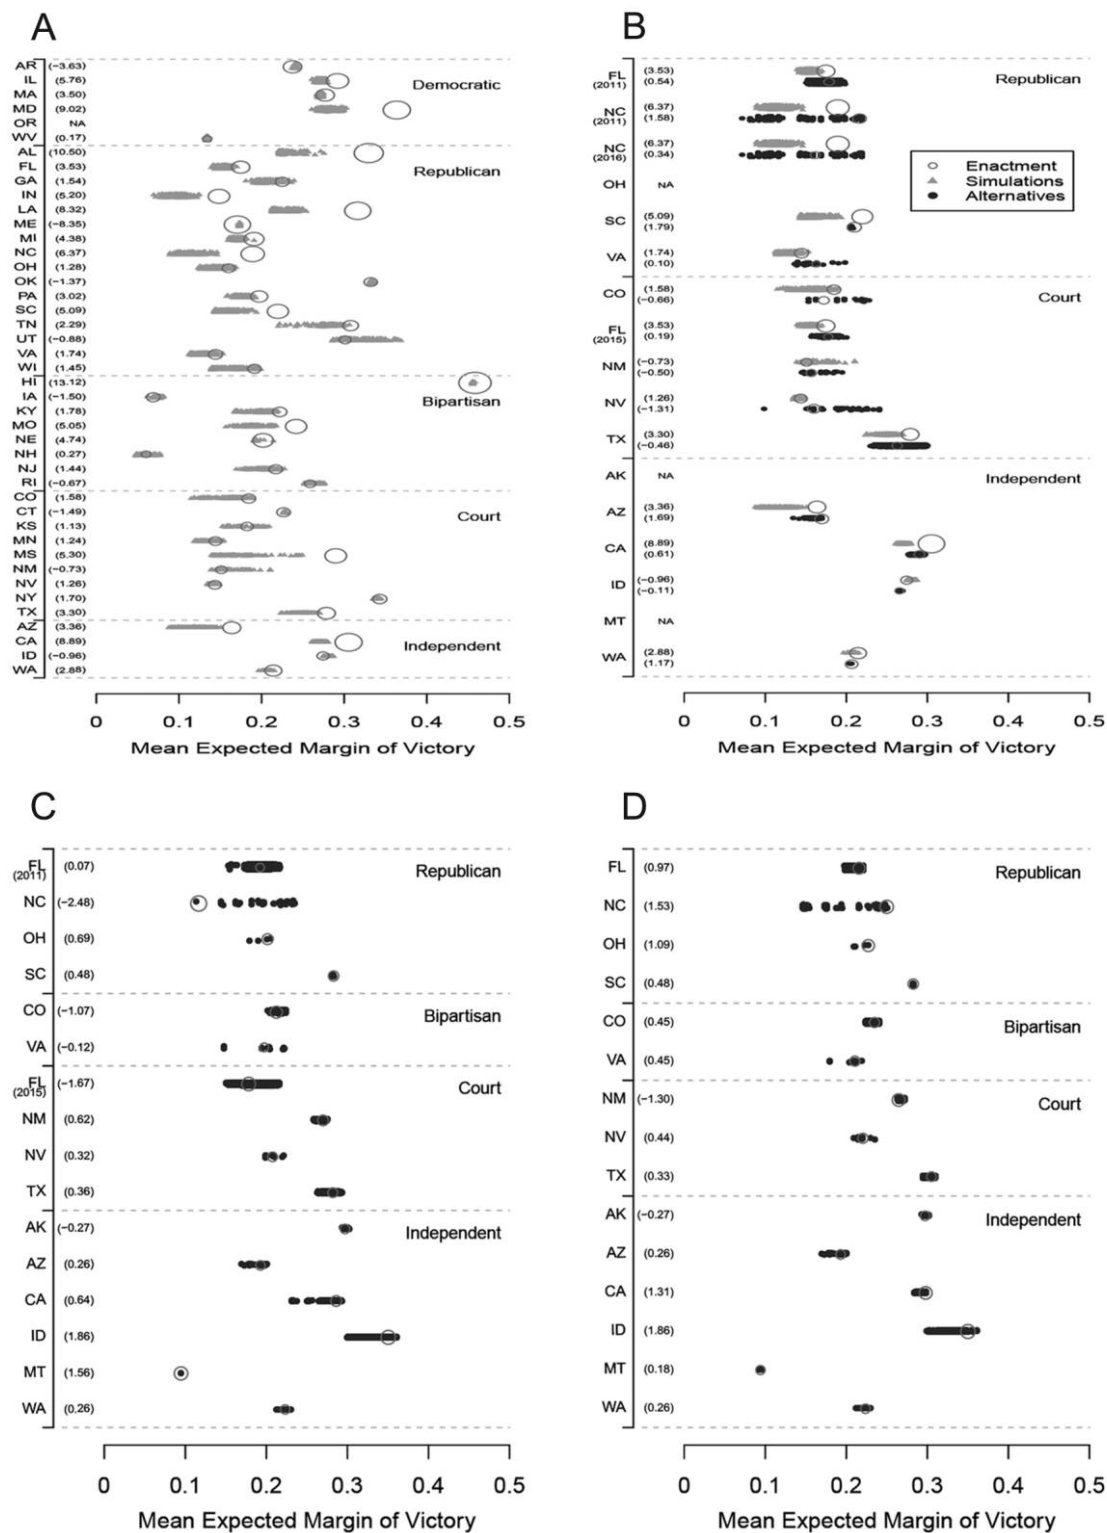 A
AR (−3.63)
Democratic
IL (5.76)
MA (3.50)
MD (9.02)
OR NA
WV (0.17)
AL (10.50)
Republican
FL (3.53)
GA (1.54)
IN (5.20)
LA (8.32)
ME (−8.35)
MI (4.38)
NC (6.37)
OH (1.28)
OK (−1.37)
PA (3.02)
SC (5.09)
TN (2.29)
UT (−0.88)
VA (1.74)
WI (1.45)
HI (13.12)
Bipartisan
IA (−1.50)
KY (1.78)
MO (5.05)
NE (4.74)
NH (0.27)
NJ (1.44)
RI (−0.67)
CO (1.58)
Court
CT (−1.49)
KS (1.13)
MN (1.24)
MS (5.30)
NM (−0.73)
NV (1.26)
NY (1.70)
TX (3.30)
AZ (3.36)
Independent
CA (8.89)
ID (−0.96)
WA (2.88)
0 0.1 0.2 0.3 0.4 0.5
Mean Expected Margin of Victory
B
Republican
FL (3.53)
(2011) (0.54)
NC (6.37)
(2011) (1.58)
NC (6.37)
(2016) (0.34)
Enactment
Simulations
Alternatives
OH NA
SC (5.09)
(1.79)
VA (1.74)
(0.10)
Court
CO (1.58)
(−0.66)
FL (3.53)
(2015) (0.19)
NM (−0.73)
(−0.50)
NV (1.26)
(−1.31)
TX (3.30)
(−0.46)
Independent
AK NA
AZ (3.36)
(1.69)
CA (8.89)
(0.61)
ID (−0.96)
(−0.11)
MT NA
WA (2.88)
(1.17)
0 0.1 0.2 0.3 0.4 0.5
Mean Expected Margin of Victory
C
FL (0.07)
(2011)
Republican
NC (−2.48)
OH (0.69)
SC (0.48)
CO (−1.07)
Bipartisan
VA (−0.12)
FL (−1.67)
(2015)
Court
NM (0.62)
NV (0.32)
TX (0.36)
AK (−0.27)
Independent
AZ (0.26)
CA (0.64)
ID (1.86)
MT (1.56)
WA (0.26)
0 0.1 0.2 0.3 0.4 0.5
Mean Expected Margin of Victory
D
FL (0.97)
Republican
NC (1.53)
OH (1.09)
SC (0.48)
CO (0.45)
Bipartisan
VA (0.45)
NM (−1.30)
Court
NV (0.44)
TX (0.33)
AK (−0.27)
Independent
AZ (0.26)
CA (1.31)
ID (1.86)
MT (0.18)
WA (0.26)
0 0.1 0.2 0.3 0.4 0.5
Mean Expected Margin of Victory